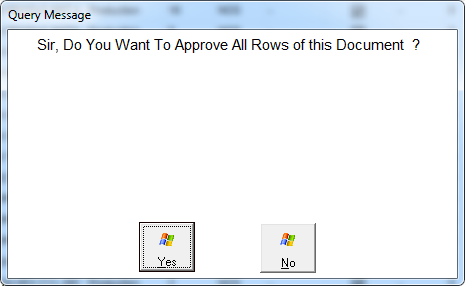 Query Message
Sir, Do You Want To Approve All Rows of this Document ?
Yes
No